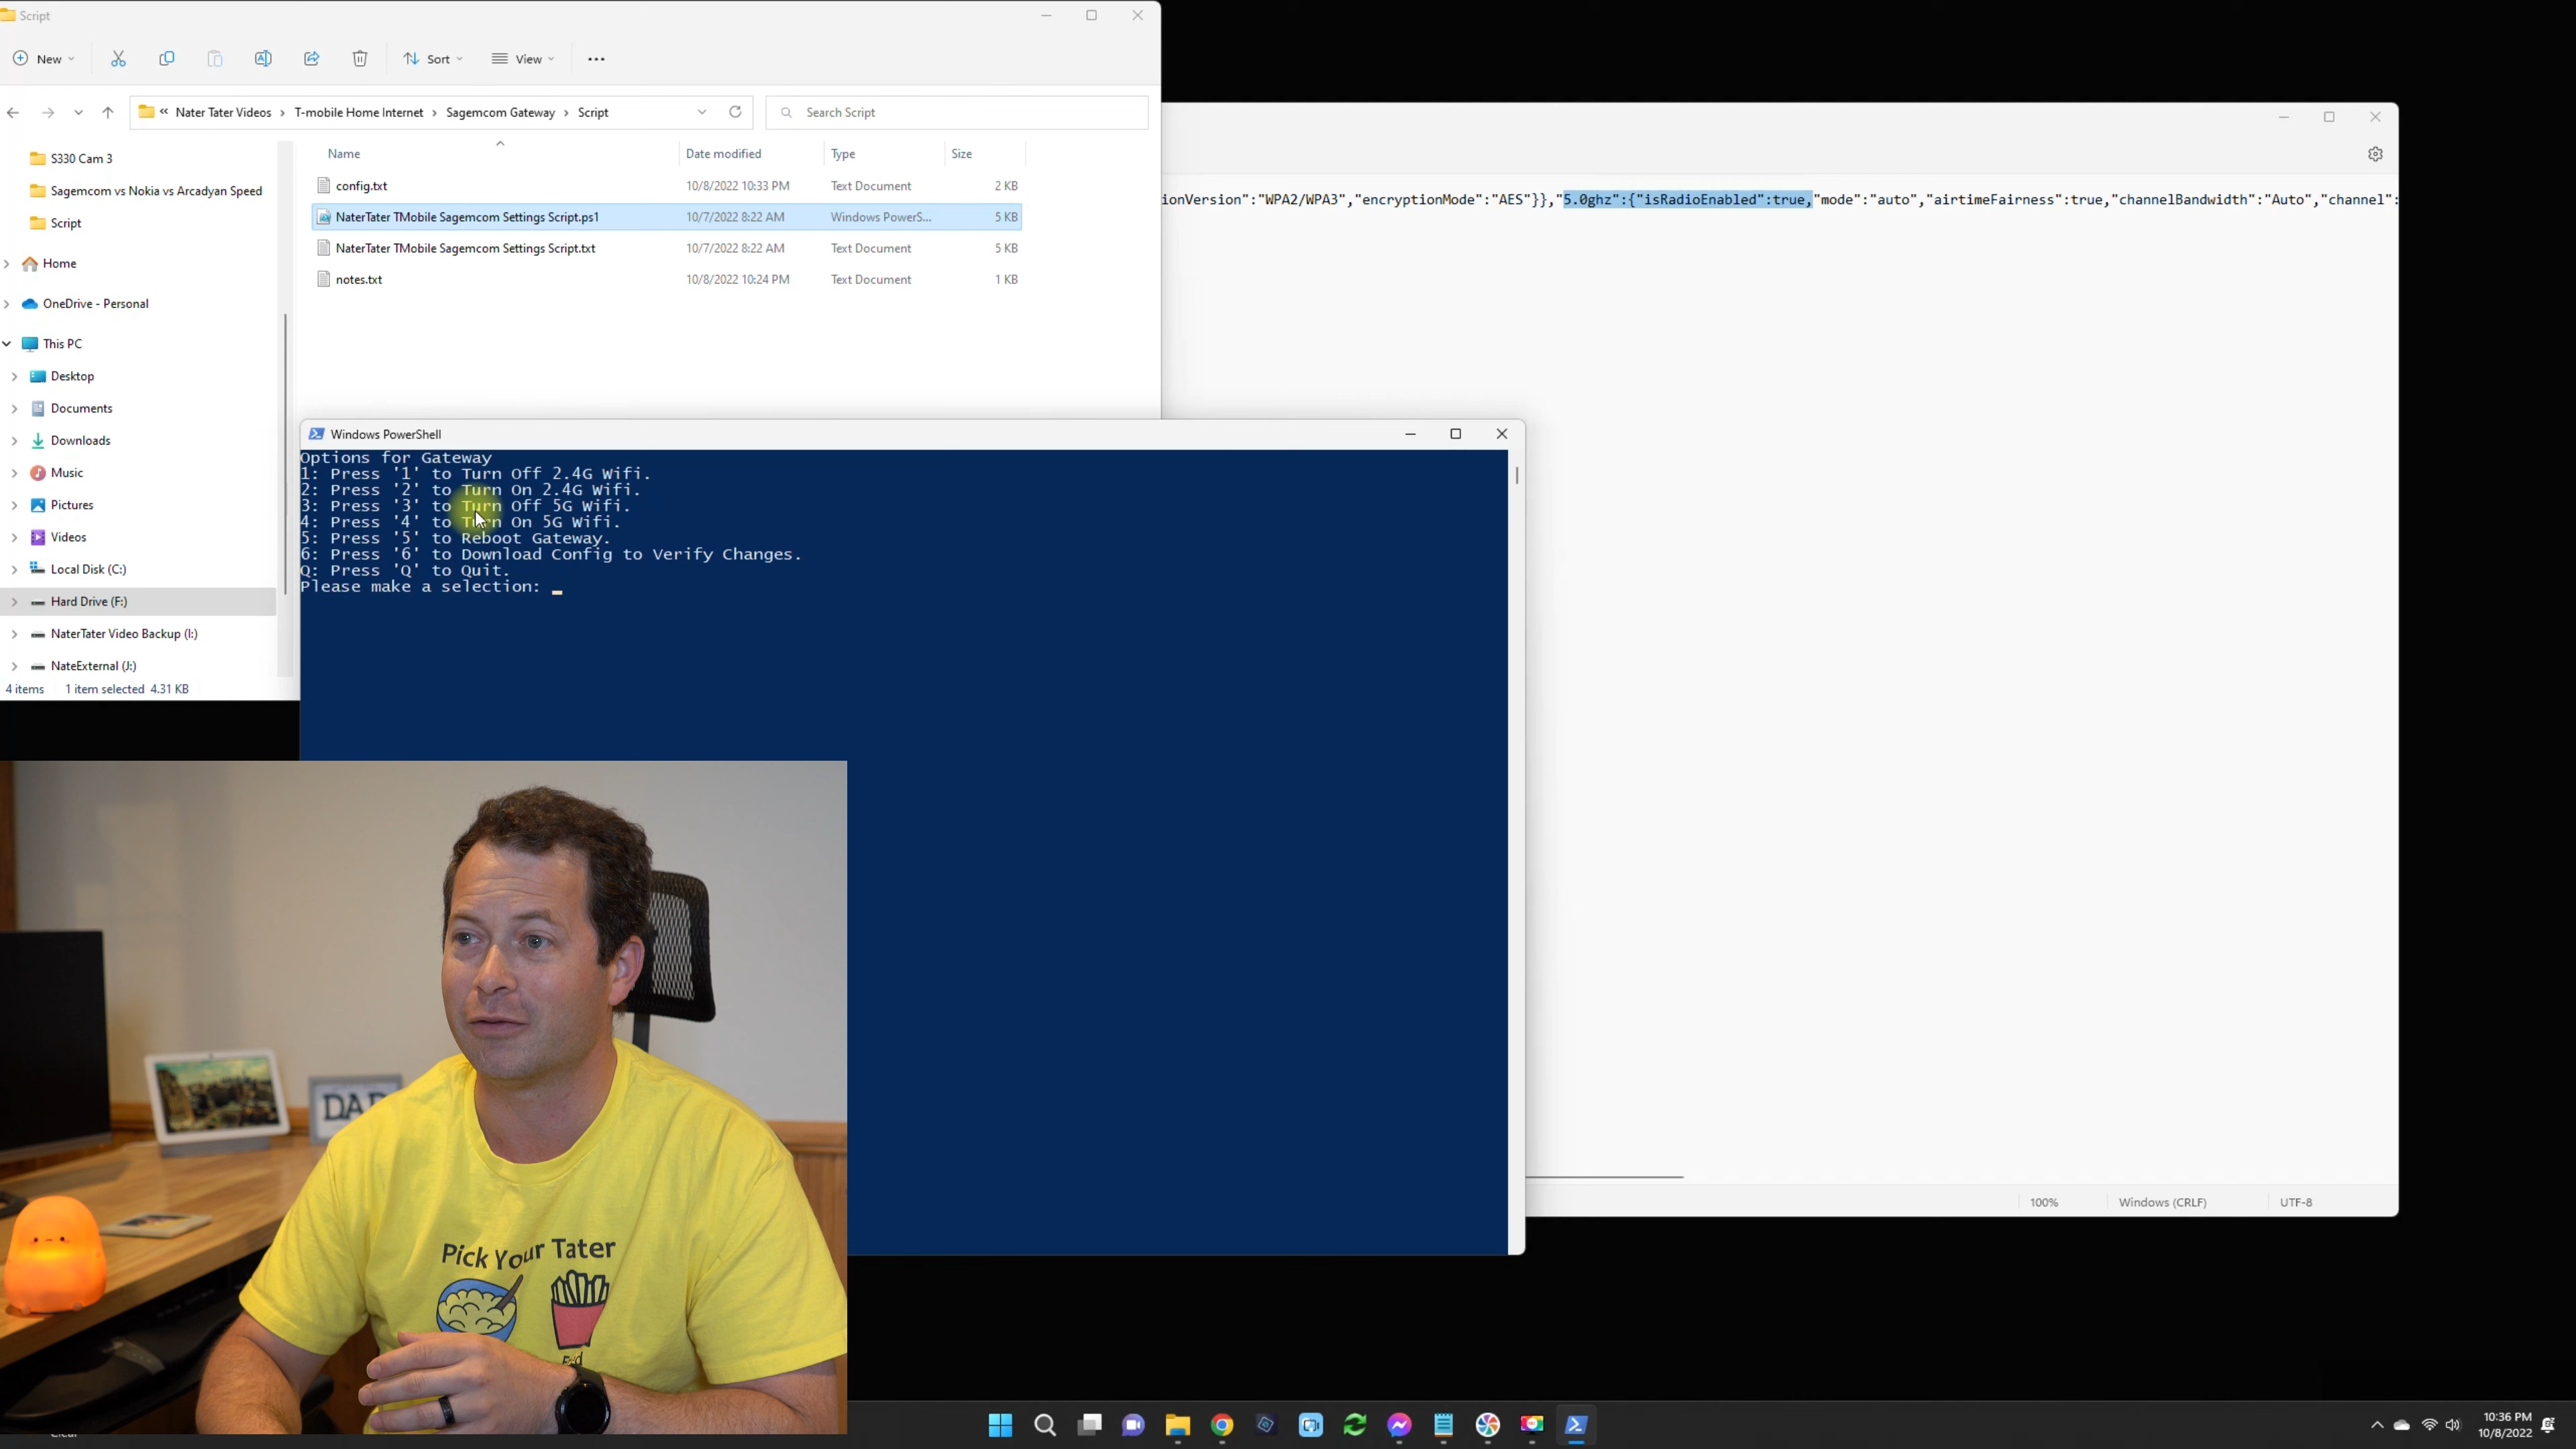 Script
New
Sort
View
Nater Tater Videos > T-mobile Home Internet > Sagemcom Gateway > Script
Search Script
Name
Date modified
Type
Size
config.txt
10/8/2022 10:33 PM
Text Document
2 KB
NaterTater TMobile Sagemcom Settings Script.ps1
10/7/2022 8:22 AM
Windows PowerS...
5 KB
NaterTater TMobile Sagemcom Settings Script.txt
10/7/2022 8:22 AM
Text Document
5 KB
notes.txt
10/8/2022 10:24 PM
Text Document
1 KB
S330 Cam 3
Sagemcom vs Nokia vs Arcadyan Speed
Script
Home
OneDrive - Personal
This PC
Desktop
Documents
Downloads
Music
Pictures
Videos
Local Disk (C:)
Hard Drive (F:)
NaterTater Video Backup (I:)
NateExternal (J:)
4 items
1 item selected 4.31 KB
ionVersion":"WPA2/WPA3","encryptionMode":"AES"}},"5.0ghz":{"isRadioEnabled":true,"mode":"auto","airtimeFairness":true,"channelBandwidth":"Auto","channel":
Windows PowerShell
Options for Gateway
1: Press '1' to Turn Off 2.4G Wifi.
2: Press '2' to Turn On 2.4G Wifi.
3: Press '3' to Turn Off 5G Wifi.
4: Press '4' to Turn On 5G Wifi.
5: Press '5' to Reboot Gateway.
6: Press '6' to Download Config to Verify Changes.
Q: Press 'Q' to Quit.
Please make a selection:
100%
Windows (CRLF)
UTF-8
Pick Your Tater
10:36 PM
10/8/2022